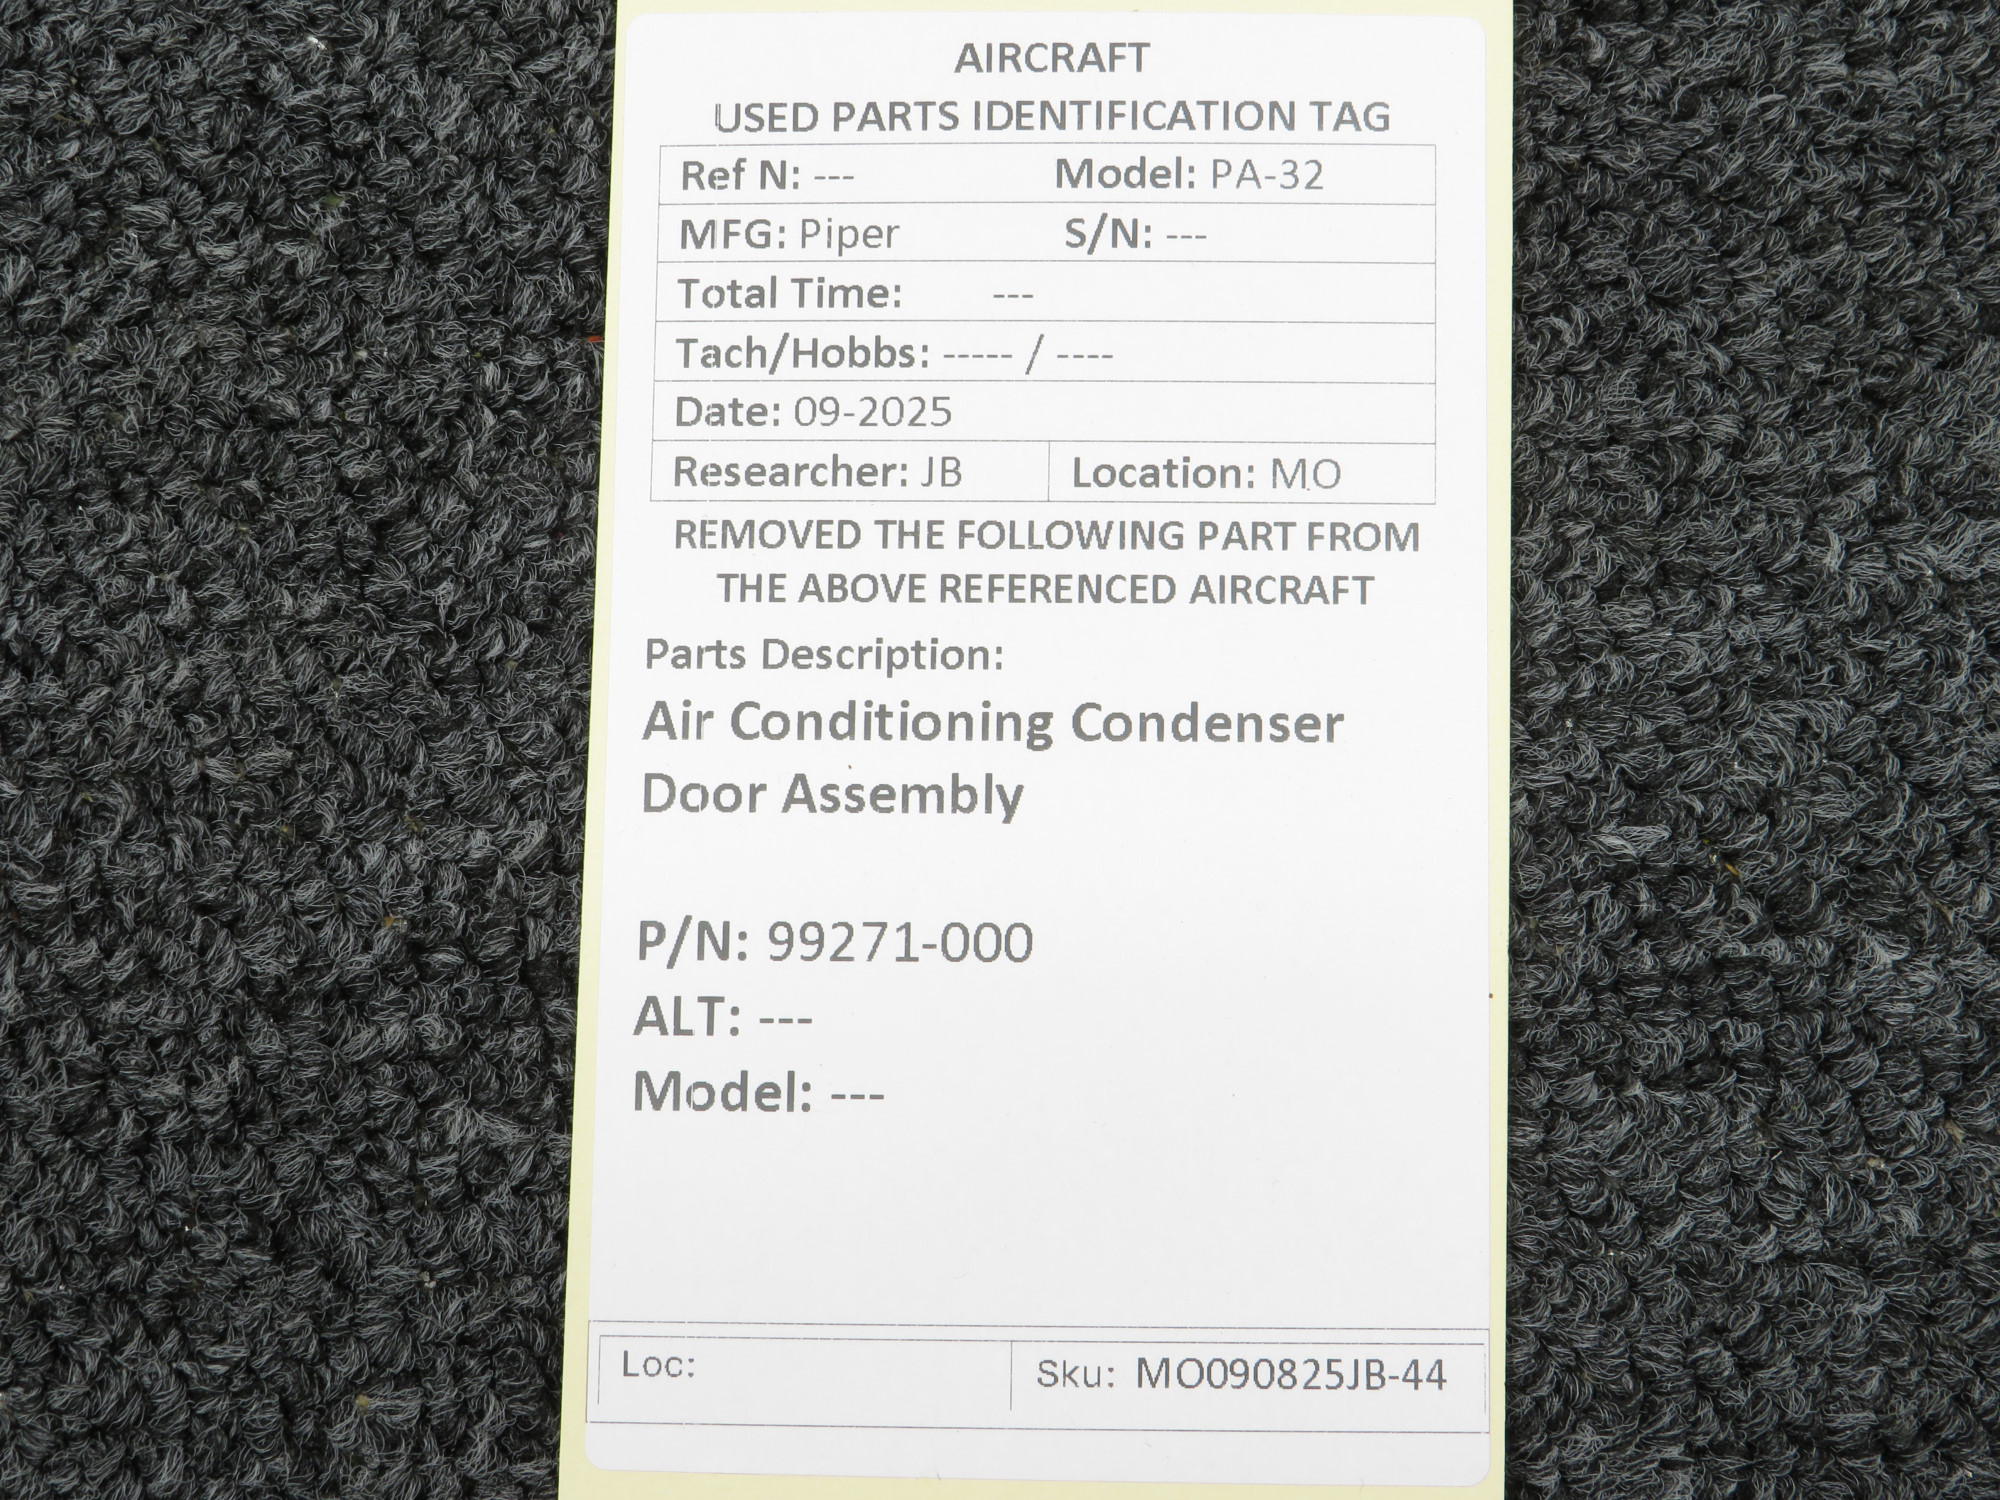 AIRCRAFT
USED PARTS IDENTIFICATION TAG
Ref N: --- Model: PA-32
MFG: Piper S/N: ---
Total Time: ---
Tach/Hobbs: ----- / ----
Date: 09-2025
Researcher: JB Location: MO
REMOVED THE FOLLOWING PART FROM
THE ABOVE REFERENCED AIRCRAFT
Parts Description:
Air Conditioning Condenser
Door Assembly
P/N: 99271-000
ALT: ---
Model: ---
Loc: Sku: MO090825JB-44